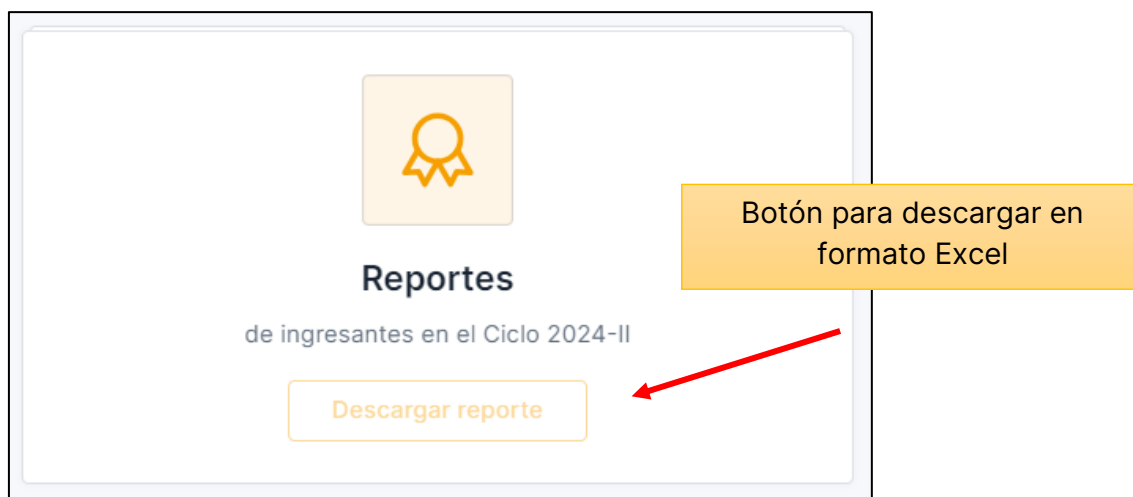 Reportes
de ingresantes en el Ciclo 2024-II
Descargar reporte
Botón para descargar en
formato Excel